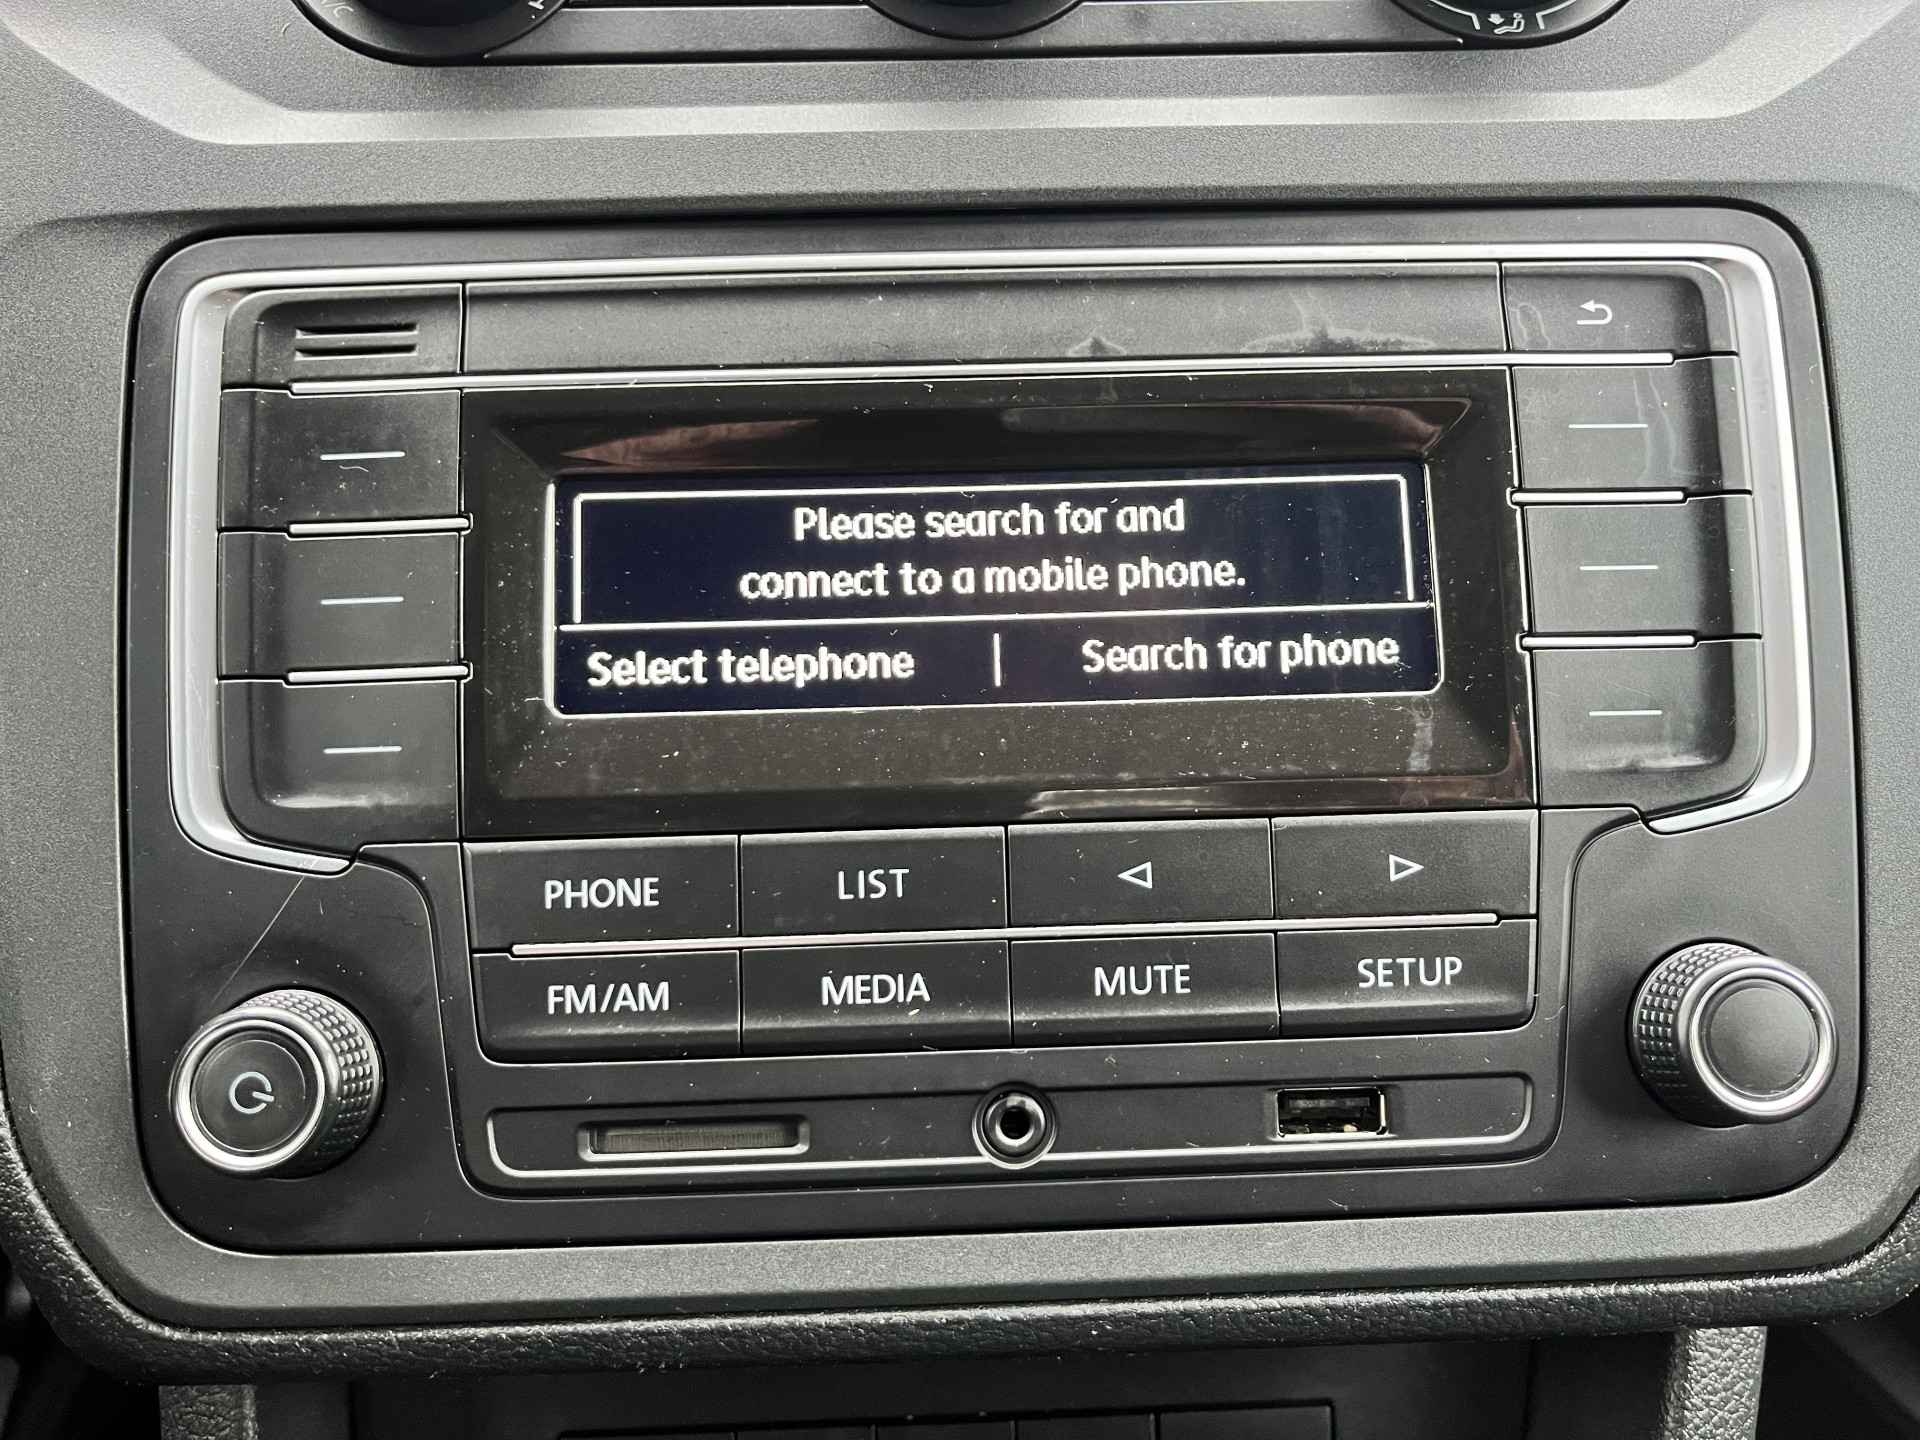 Please search for and
connect to a mobile phone.
Select telephone | Search for phone
PHONE LIST
FM/AM MEDIA MUTE SETUP